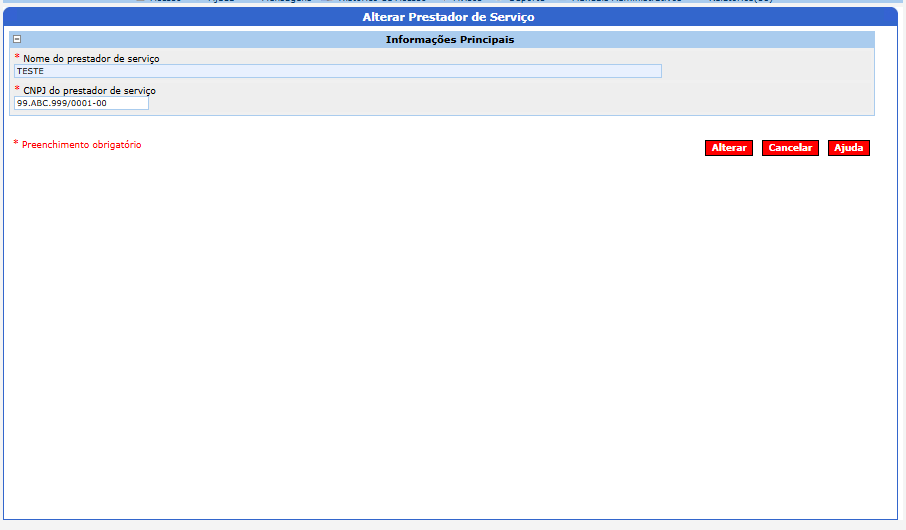 Alterar Prestador de Serviço
Informações Principais
* Nome do prestador de serviço
TESTE
* CNPJ do prestador de serviço
99.ABC.999/0001-00
* Preenchimento obrigatório
Alterar Cancelar Ajuda